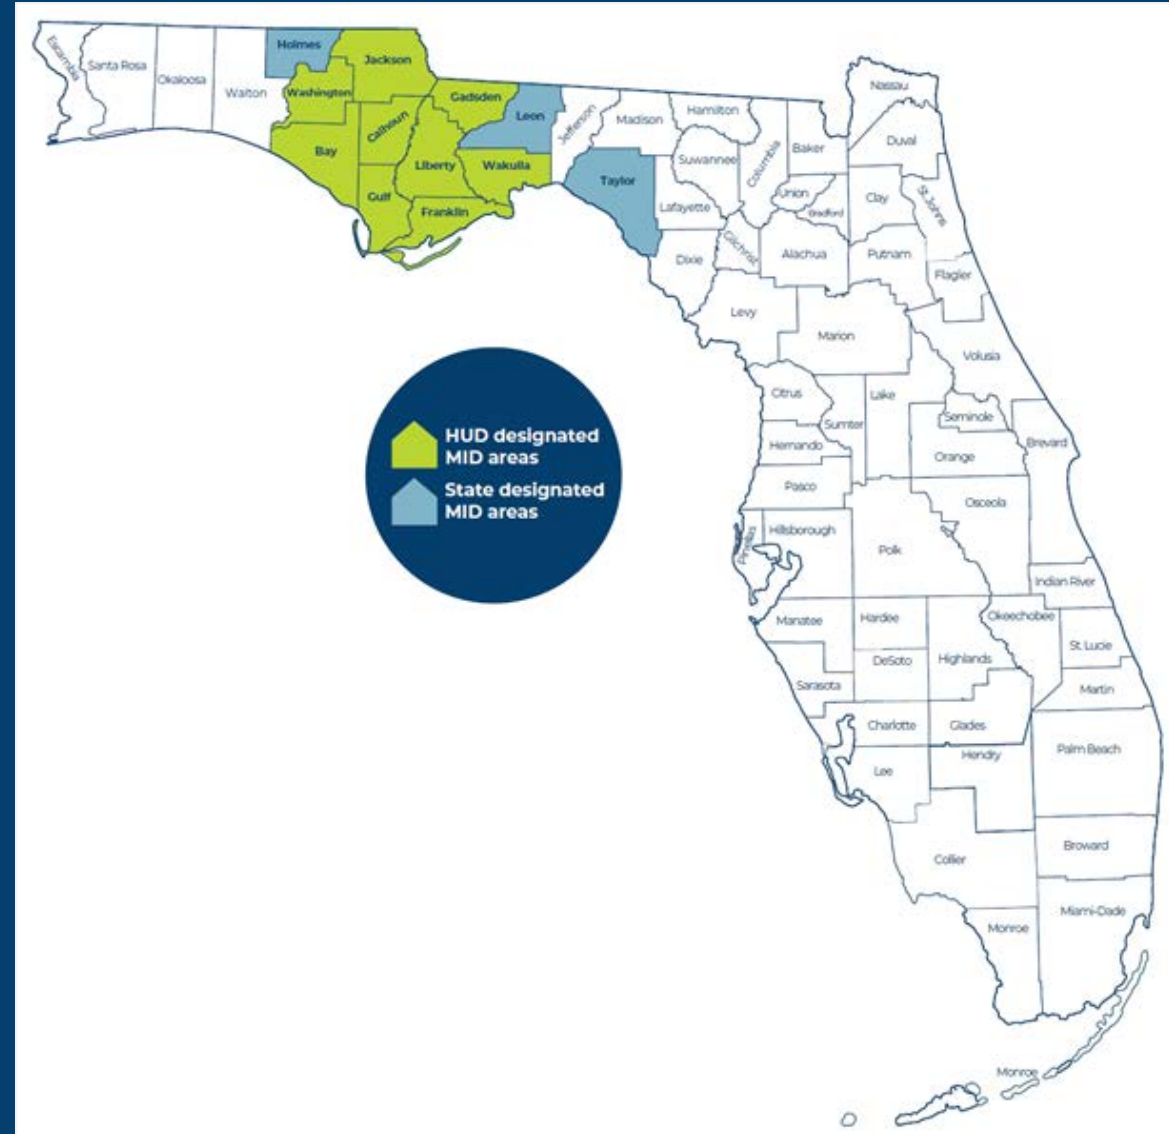 Escambia
Santa Rosa
Okaloosa
Walton
Holmes
Jackson
Washington
Bay
Calhoun
Gulf
Liberty
Gadsden
Franklin
Wakulla
Leon
Jefferson
Taylor
Madison
Hamilton
Suwannee
Lafayette
Dixie
Columbia
Gilchrist
Baker
Union
Bradford
Alachua
Levy
Nassau
Duval
Clay
St. Johns
Putnam
Flagler
Marion
Volusia
Citrus
Sumter
Lake
Seminole
Hernando
Orange
Brevard
Pasco
Osceola
Pinellas
Hillsborough
Polk
Indian River
Manatee
Hardee
Okeechobee
St. Lucie
DeSoto
Highlands
Sarasota
Martin
Charlotte
Glades
Lee
Hendry
Palm Beach
Collier
Broward
Monroe
Miami-Dade
Monroe
HUD designated
MID areas
State designated
MID areas